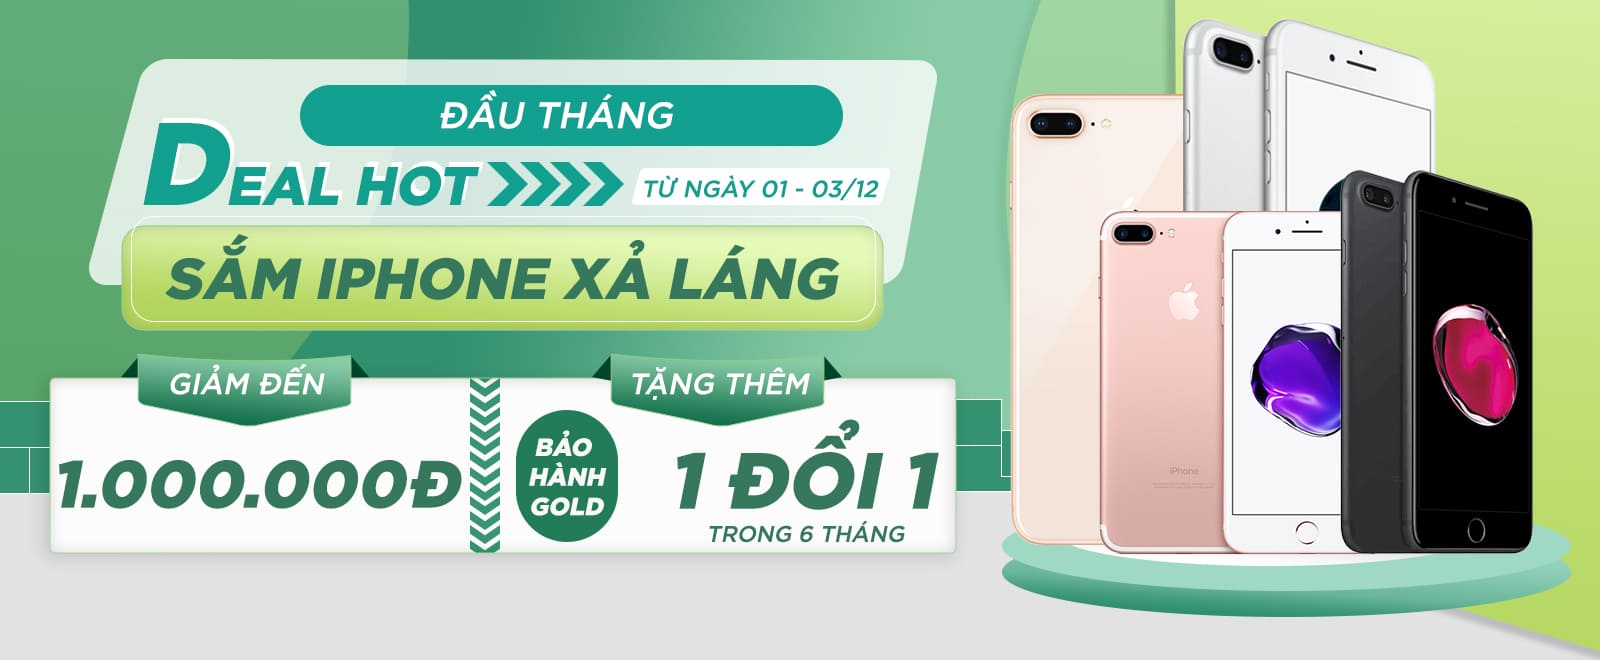 ĐẦU THÁNG
DEAL HOT
TỪ NGÀY 01 - 03/12
SẮM IPHONE XẢ LÁNG
GIẢM ĐẾN
1.000.000Đ
TẶNG THÊM
BẢO
HÀNH
GOLD
1 ĐỔI 1
TRONG 6 THÁNG
iPhone